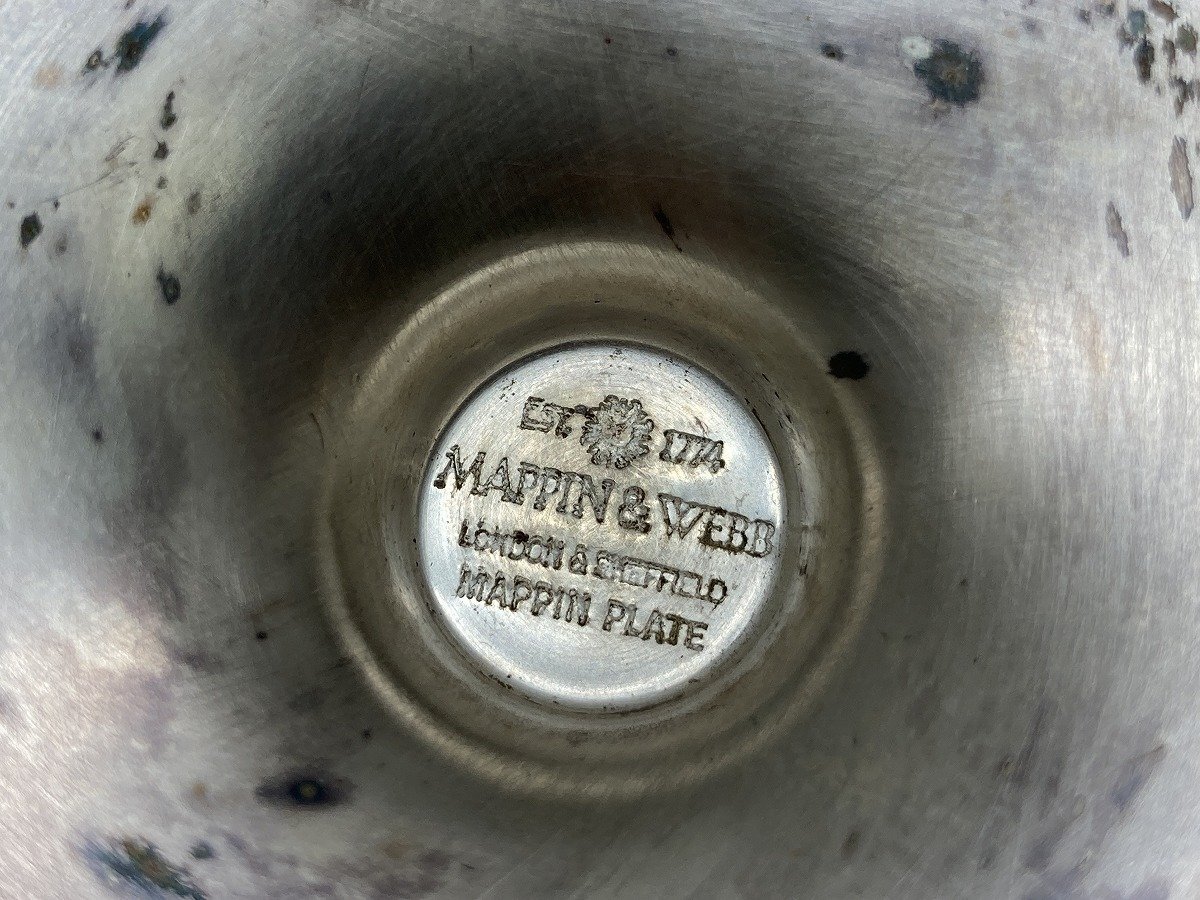 EST. 1774
MAPPIN & WEBB
LONDON & SHEFFIELD
MAPPIN PLATE